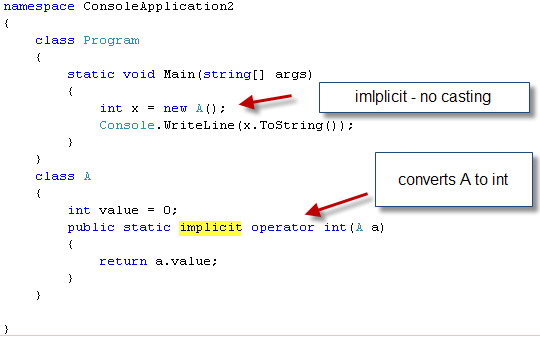 namespace ConsoleApplication2
{
class Program
{
static void Main(string[] args)
{
int x = new A();
imlplicit - no casting
Console.WriteLine(x.ToString());
}
}
class A
{
converts A to int
int value = 0;
public static implicit operator int(A a)
{
return a.value;
}
}
}